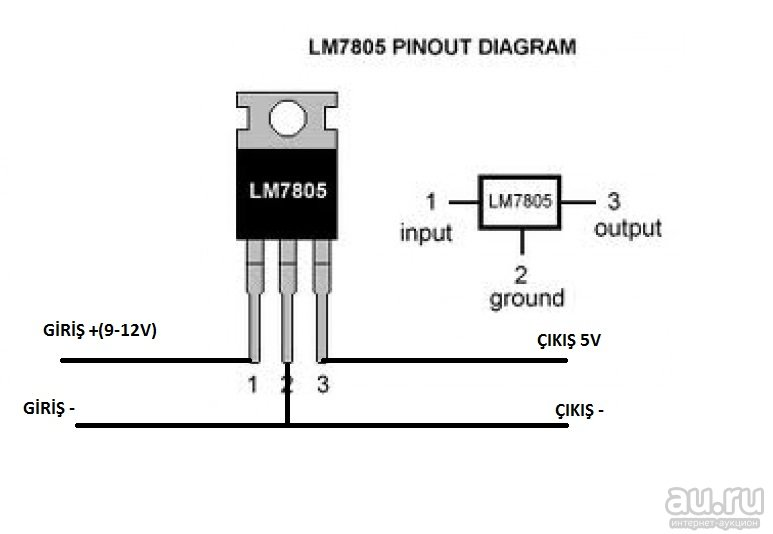 LM7805 PINOUT DIAGRAM
LM7805
1
LM7805
3
input
output
2
ground
GİRİŞ +(9-12V)
ÇIKIŞ 5V
1
2
3
GİRİŞ -
ÇIKIŞ -
au.ru
интернет-аукцион